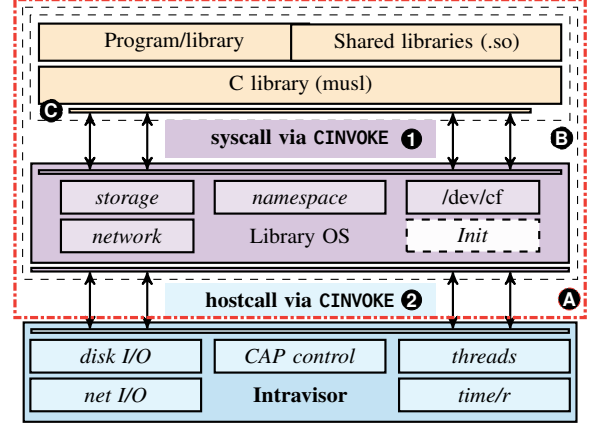 Program/library Shared libraries (.so)
C library (musl)
C
syscall via CINVOKE 1 B
storage namespace /dev/cf
network Library OS Init
hostcall via CINVOKE 2 A
disk I/O CAP control threads
net I/O Intravisor time/r